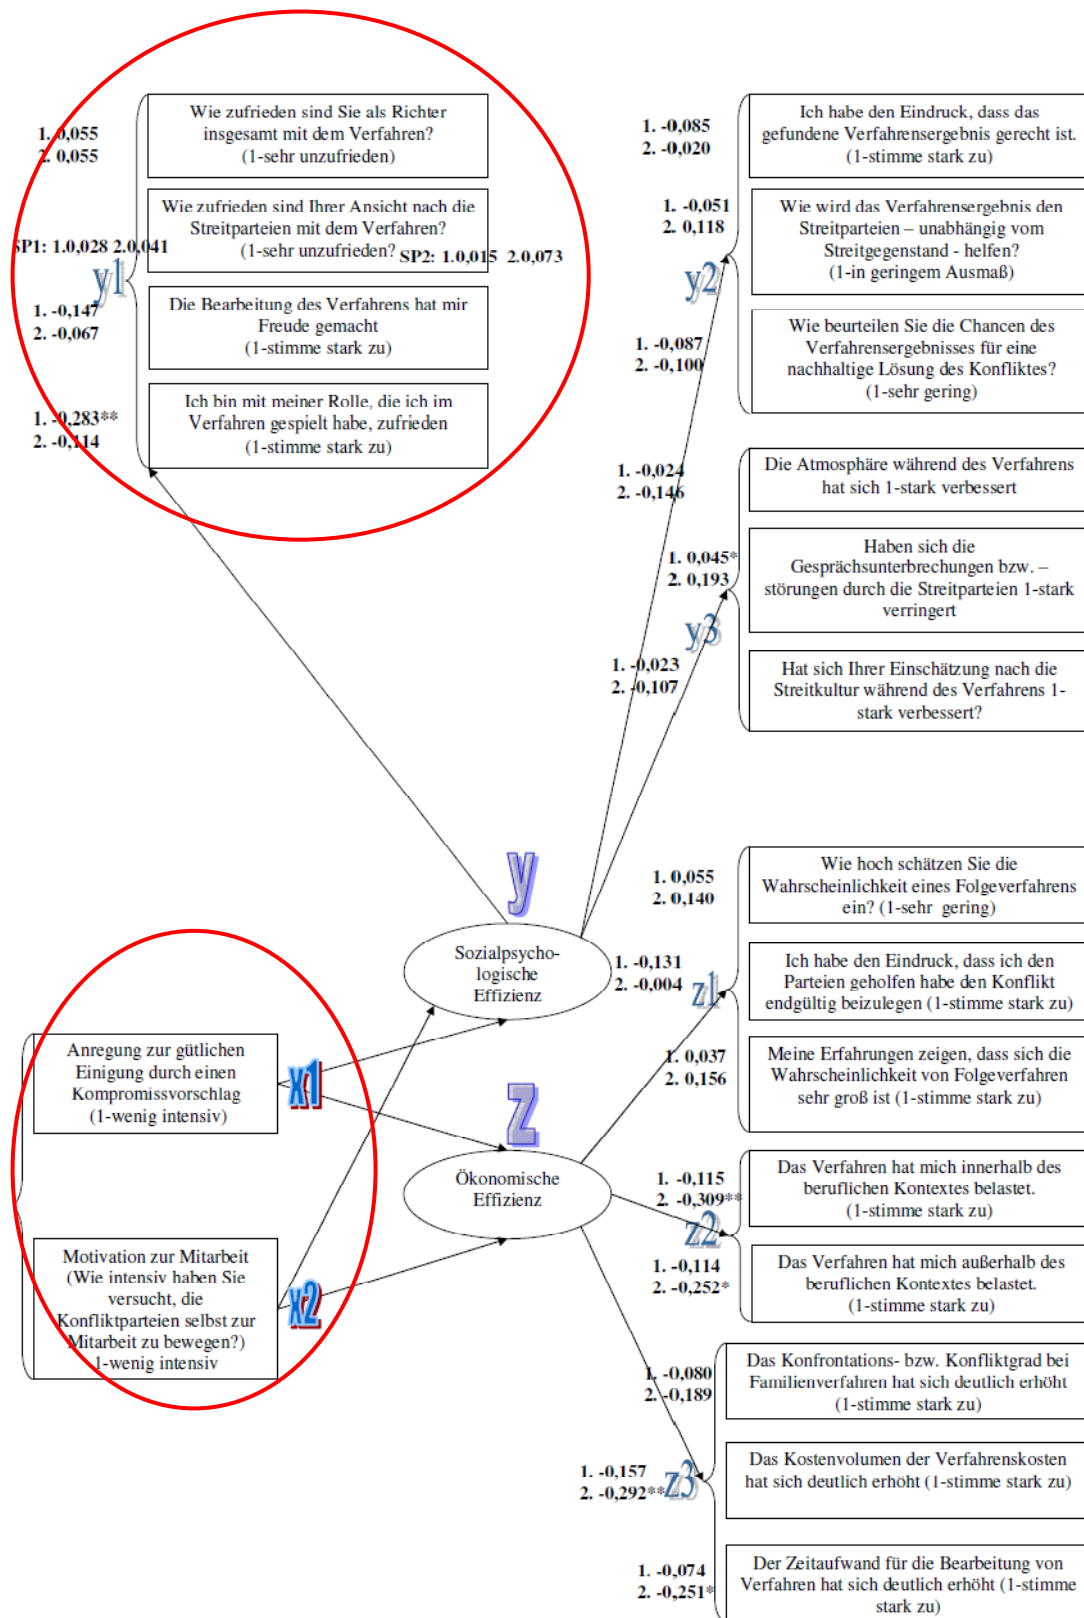 Wie zufrieden sind Sie als Richter
insgesamt mit dem Verfahren?
(1-sehr unzufrieden)
1. 0,055
2. 0,055
Wie zufrieden sind Ihrer Ansicht nach die
Streitparteien mit dem Verfahren?
(1-sehr unzufrieden?
SP1: 1.0,028 2.0,041
SP2: 1.0,015 2.0,073
y1
Die Bearbeitung des Verfahrens hat mir
Freude gemacht
(1-stimme stark zu)
1. -0,147
2. -0,067
Ich bin mit meiner Rolle, die ich im
Verfahren gespielt habe, zufrieden
(1-stimme stark zu)
1. -0,283**
2. -0,114
1. -0,085
2. -0,020
Ich habe den Eindruck, dass das
gefundene Verfahrensergebnis gerecht ist.
(1-stimme stark zu)
1. -0,051
2. 0,118
Wie wird das Verfahrensergebnis den
Streitparteien – unabhängig vom
Streitgegenstand - helfen?
(1-in geringem Ausmaß)
y2
1. -0,087
2. -0,100
Wie beurteilen Sie die Chancen des
Verfahrensergebnisses für eine
nachhaltige Lösung des Konfliktes?
(1-sehr gering)
1. -0,024
2. -0,146
Die Atmosphäre während des Verfahrens
hat sich 1-stark verbessert
1. 0,045*
2. 0,193
Haben sich die
Gesprächsunterbrechungen bzw. –
störungen durch die Streitparteien 1-stark
verringert
y3
1. -0,023
2. -0,107
Hat sich Ihrer Einschätzung nach die
Streitkultur während des Verfahrens 1-
stark verbessert?
y
Sozialpsycho-
logische
Effizienz
1. 0,055
2. 0,140
Wie hoch schätzen Sie die
Wahrscheinlichkeit eines Folgeverfahrens
ein? (1-sehr gering)
1. -0,131
2. -0,004
z1
Ich habe den Eindruck, dass ich den
Parteien geholfen habe den Konflikt
endgültig beizulegen (1-stimme stark zu)
1. 0,037
2. 0,156
Meine Erfahrungen zeigen, dass sich die
Wahrscheinlichkeit von Folgeverfahren
sehr groß ist (1-stimme stark zu)
Anregung zur gütlichen
Einigung durch einen
Kompromissvorschlag
(1-wenig intensiv)
x1
z
Ökonomische
Effizienz
Motivation zur Mitarbeit
(Wie intensiv haben Sie
versucht, die
Konfliktparteien selbst zur
Mitarbeit zu bewegen?)
1-wenig intensiv
x2
1. -0,115
2. -0,309**
Das Verfahren hat mich innerhalb des
beruflichen Kontextes belastet.
(1-stimme stark zu)
z2
1. -0,114
2. -0,252*
Das Verfahren hat mich außerhalb des
beruflichen Kontextes belastet.
(1-stimme stark zu)
1. -0,080
2. -0,189
Das Konfrontations- bzw. Konfliktgrad bei
Familienverfahren hat sich deutlich erhöht
(1-stimme stark zu)
1. -0,157
2. -0,292**
z3
Das Kostenvolumen der Verfahrenskosten
hat sich deutlich erhöht (1-stimme stark zu)
1. -0,074
2. -0,251*
Der Zeitaufwand für die Bearbeitung von
Verfahren hat sich deutlich erhöht (1-stimme
stark zu)